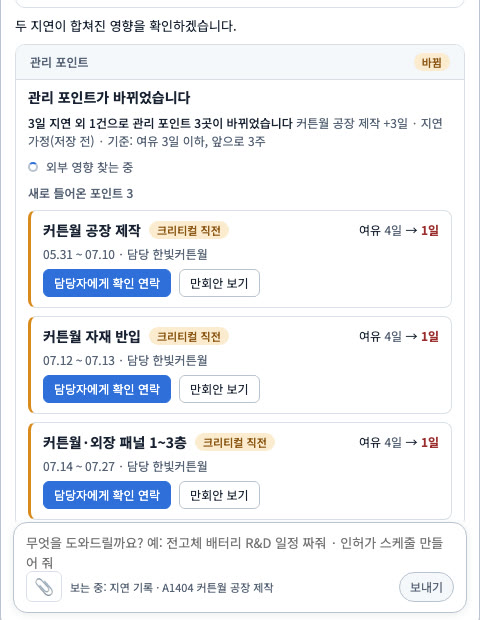 두 지연이 합쳐진 영향을 확인하겠습니다.
관리 포인트 바뀜
관리 포인트가 바뀌었습니다
3일 지연 외 1건으로 관리 포인트 3곳이 바뀌었습니다 커튼월 공장 제작 +3일 · 지연
가정(저장 전) · 기준: 여유 3일 이하, 앞으로 3주
외부 영향 찾는 중
새로 들어온 포인트 3
커튼월 공장 제작 크리티컬 직전 여유 4일 → 1일
05.31 ~ 07.10 · 담당 한빛커튼월
담당자에게 확인 연락 만회안 보기
커튼월 자재 반입 크리티컬 직전 여유 4일 → 1일
07.12 ~ 07.13 · 담당 한빛커튼월
담당자에게 확인 연락 만회안 보기
커튼월·외장 패널 1~3층 크리티컬 직전 여유 4일 → 1일
07.14 ~ 07.27 · 담당 한빛커튼월
담당자에게 확인 연락 만회안 보기
무엇을 도와드릴까요? 예: 전고체 배터리 R&D 일정 짜줘 · 인허가 스케줄 만들
어 줘
보는 중: 지연 기록 · A1404 커튼월 공장 제작 보내기